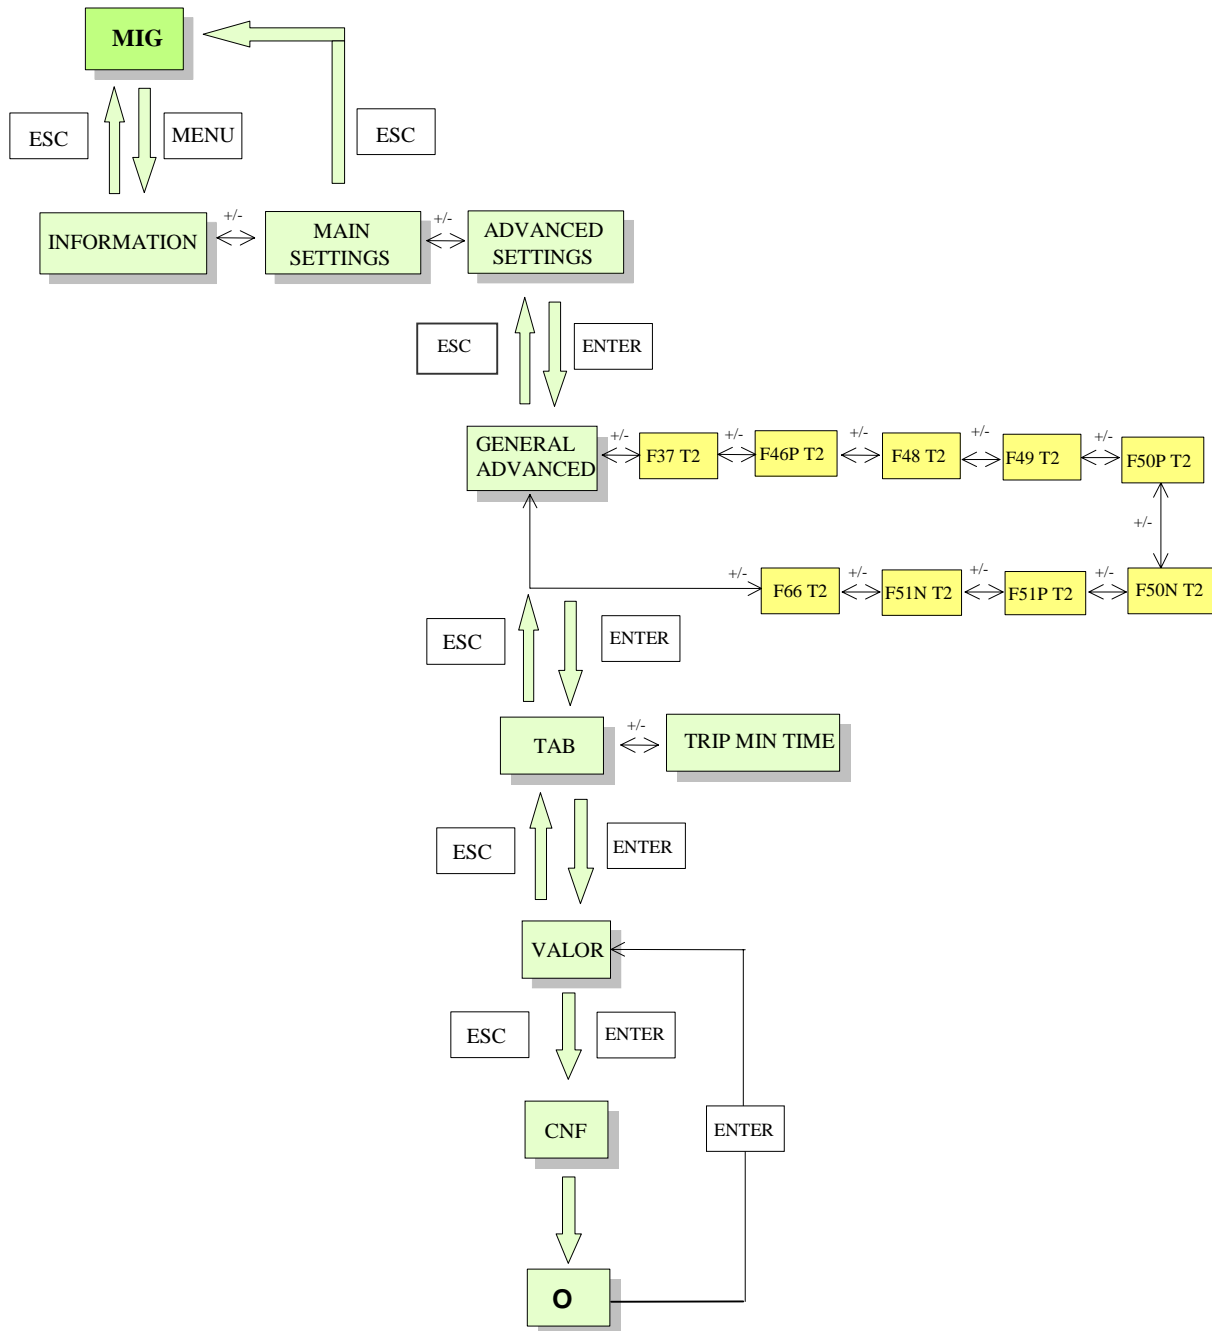 MIG
ESC
MENU
ESC
INFORMATION
+/-
MAIN
SETTINGS
+/-
ADVANCED
SETTINGS
ESC
ENTER
GENERAL
ADVANCED
+/-
F37 T2
+/-
F46P T2
+/-
F48 T2
+/-
F49 T2
+/-
F50P T2
+/-
+/-
F66 T2
+/-
F51N T2
+/-
F51P T2
+/-
F50N T2
ESC
ENTER
TAB
+/-
TRIP MIN TIME
ESC
ENTER
VALOR
ESC
ENTER
CNF
ENTER
O